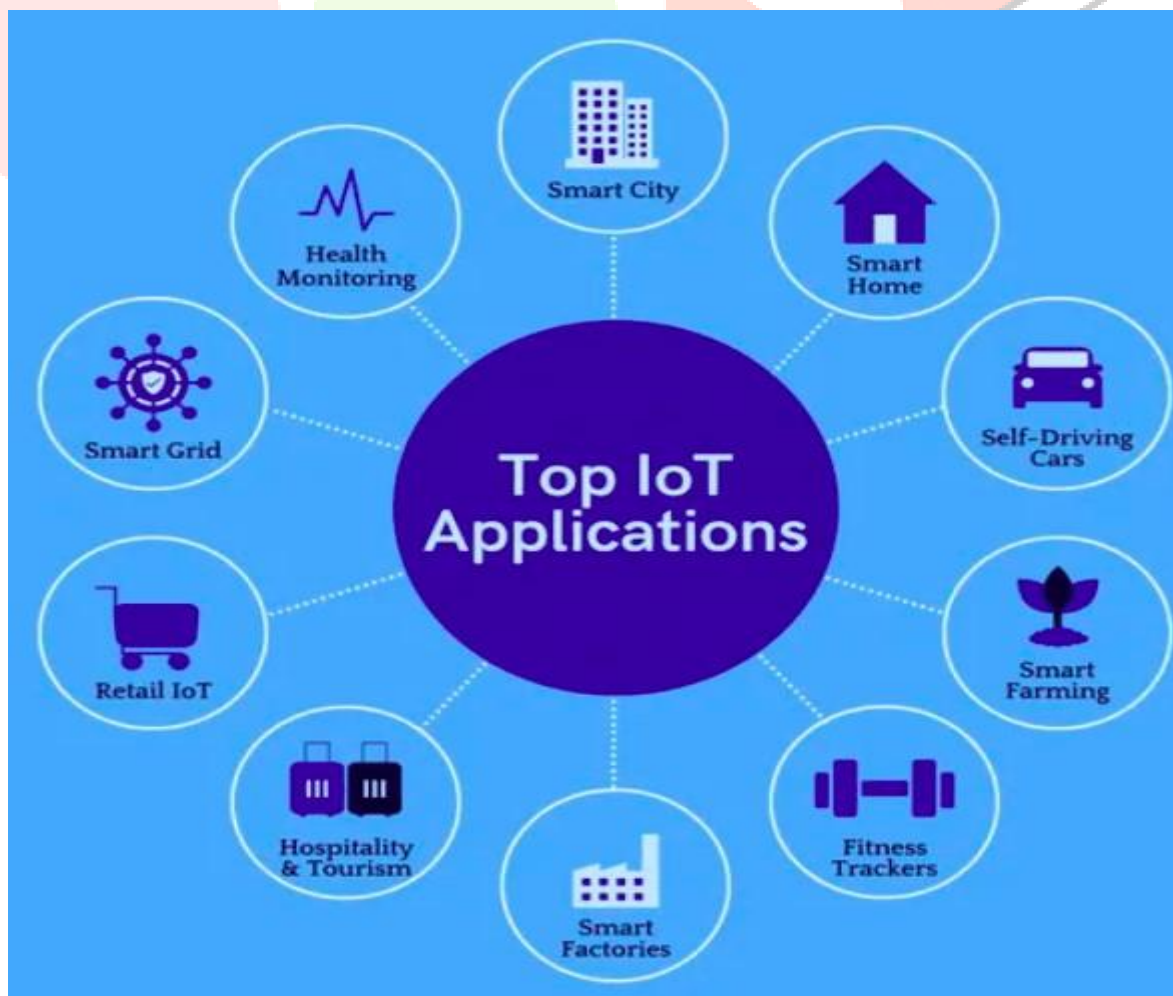 Top IoT
Applications
Smart City
Smart
Home
Self-Driving
Cars
Smart
Farming
Fitness
Trackers
Smart
Factories
Hospitality
& Tourism
Retail IoT
Smart Grid
Health
Monitoring